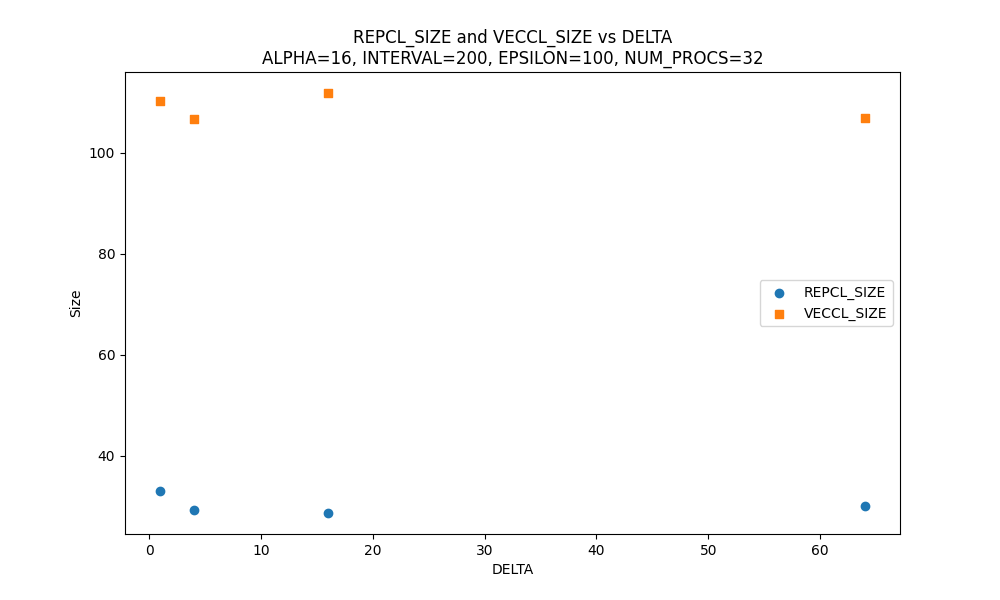 REPCL_SIZE and VECCL_SIZE vs DELTA
ALPHA=16, INTERVAL=200, EPSILON=100, NUM_PROCS=32
Size
100
80
60
40
REPCL_SIZE
VECCL_SIZE
0 10 20 30 40 50 60
DELTA